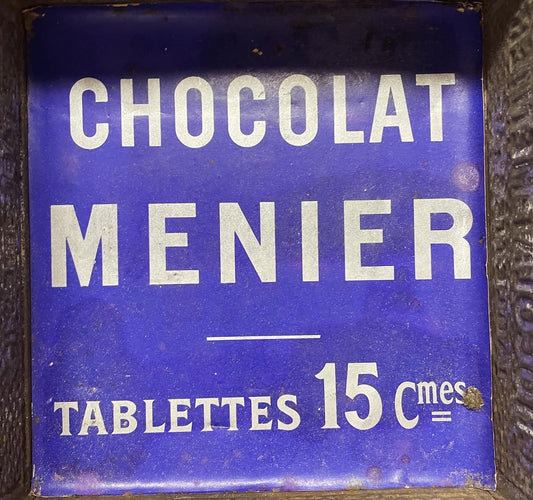 CHOCOLAT
MENIER
TABLETTES 15 Cmes